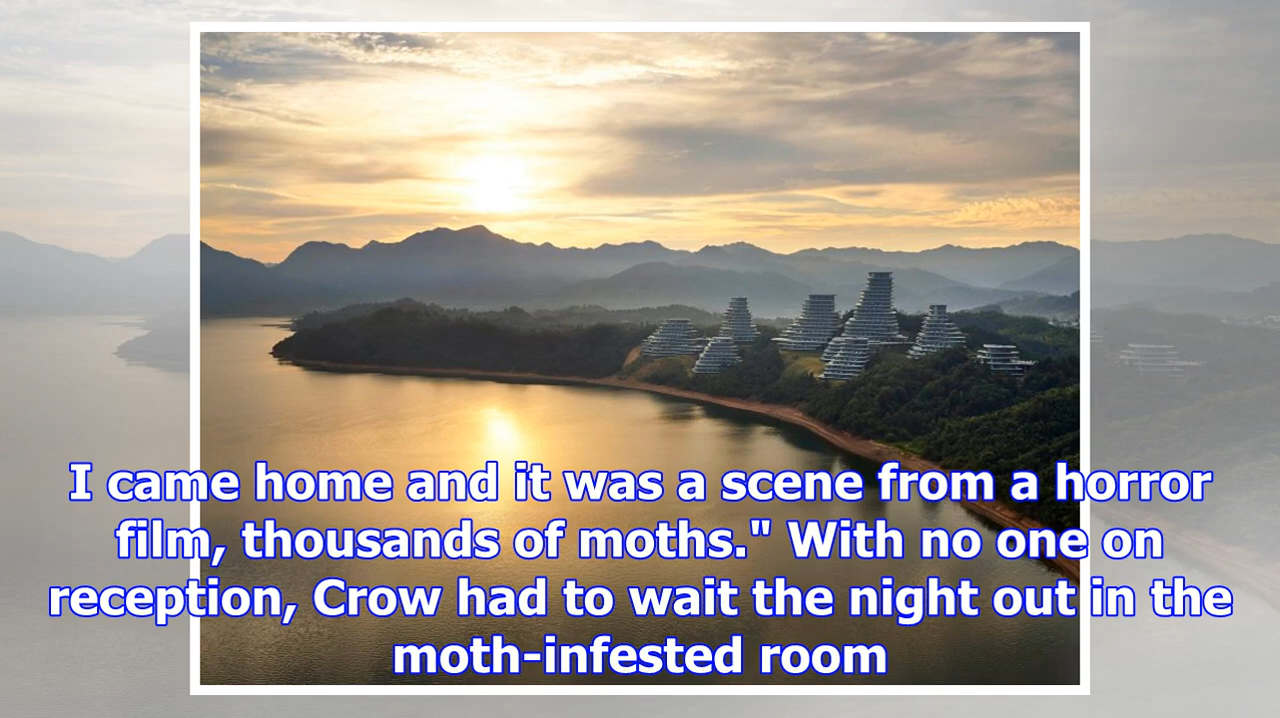 I came home and it was a scene from a horror
film, thousands of moths." With no one on
reception, Crow had to wait the night out in the
moth-infested room